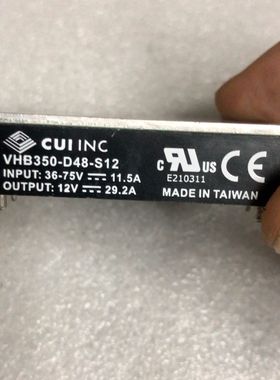 CUI INC
VHB350-D48-S12
INPUT: 36-75V ⎓ 11.5A
OUTPUT: 12V ⎓ 29.2A
c RU US CE
E210311
MADE IN TAIWAN